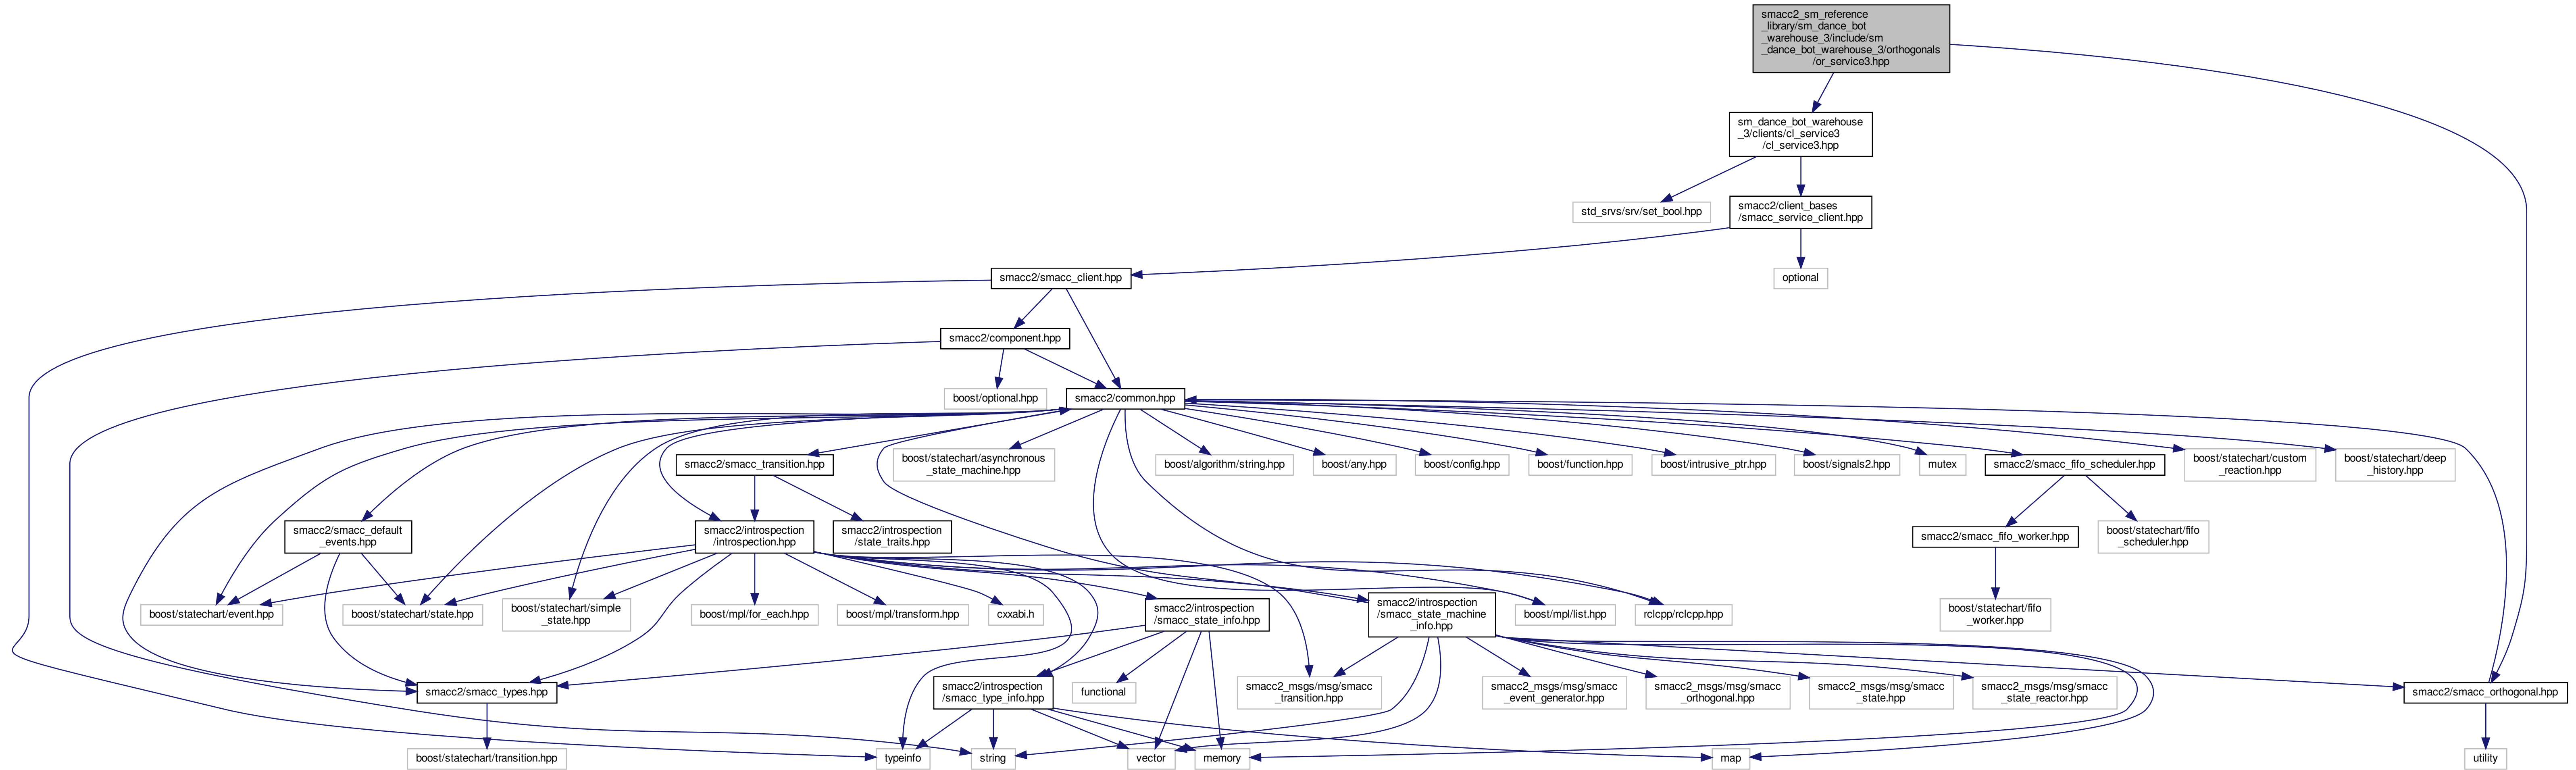 smacc2_sm_reference
_library/sm_dance_bot
_warehouse_3/include/sm
_dance_bot_warehouse_3/orthogonals
/or_service3.hpp
sm_dance_bot_warehouse
_3/clients/cl_service3
/cl_service3.hpp
std_srvs/srv/set_bool.hpp
smacc2/client_bases
/smacc_service_client.hpp
smacc2/smacc_client.hpp
optional
smacc2/component.hpp
boost/optional.hpp
smacc2/common.hpp
smacc2/smacc_transition.hpp
boost/statechart/asynchronous
_state_machine.hpp
boost/algorithm/string.hpp
boost/any.hpp
boost/config.hpp
boost/function.hpp
boost/intrusive_ptr.hpp
boost/signals2.hpp
mutex
smacc2/smacc_fifo_scheduler.hpp
boost/statechart/custom
_reaction.hpp
boost/statechart/deep
_history.hpp
smacc2/smacc_default
_events.hpp
smacc2/introspection
/introspection.hpp
smacc2/introspection
/state_traits.hpp
smacc2/smacc_fifo_worker.hpp
boost/statechart/fifo
_scheduler.hpp
boost/statechart/event.hpp
boost/statechart/state.hpp
boost/statechart/simple
_state.hpp
boost/mpl/for_each.hpp
boost/mpl/transform.hpp
cxxabi.h
smacc2/introspection
/smacc_state_info.hpp
smacc2/introspection
/smacc_state_machine
_info.hpp
boost/mpl/list.hpp
rclcpp/rclcpp.hpp
boost/statechart/fifo
_worker.hpp
smacc2/smacc_types.hpp
smacc2/introspection
/smacc_type_info.hpp
functional
smacc2_msgs/msg/smacc
_transition.hpp
smacc2_msgs/msg/smacc
_event_generator.hpp
smacc2_msgs/msg/smacc
_orthogonal.hpp
smacc2_msgs/msg/smacc
_state.hpp
smacc2_msgs/msg/smacc
_state_reactor.hpp
smacc2/smacc_orthogonal.hpp
boost/statechart/transition.hpp
typeinfo
string
vector
memory
map
utility